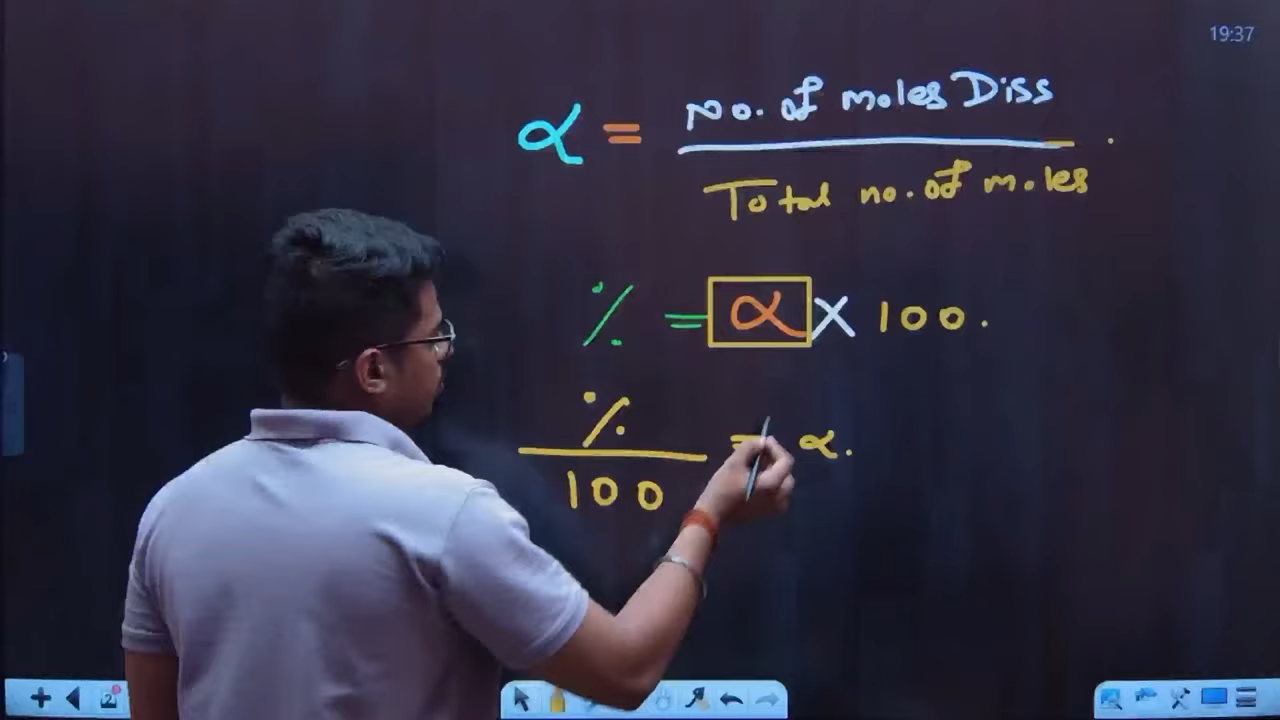 19:37
α = No. of moles Diss
Total no. of moles
% = α × 100.
%
100
= α.